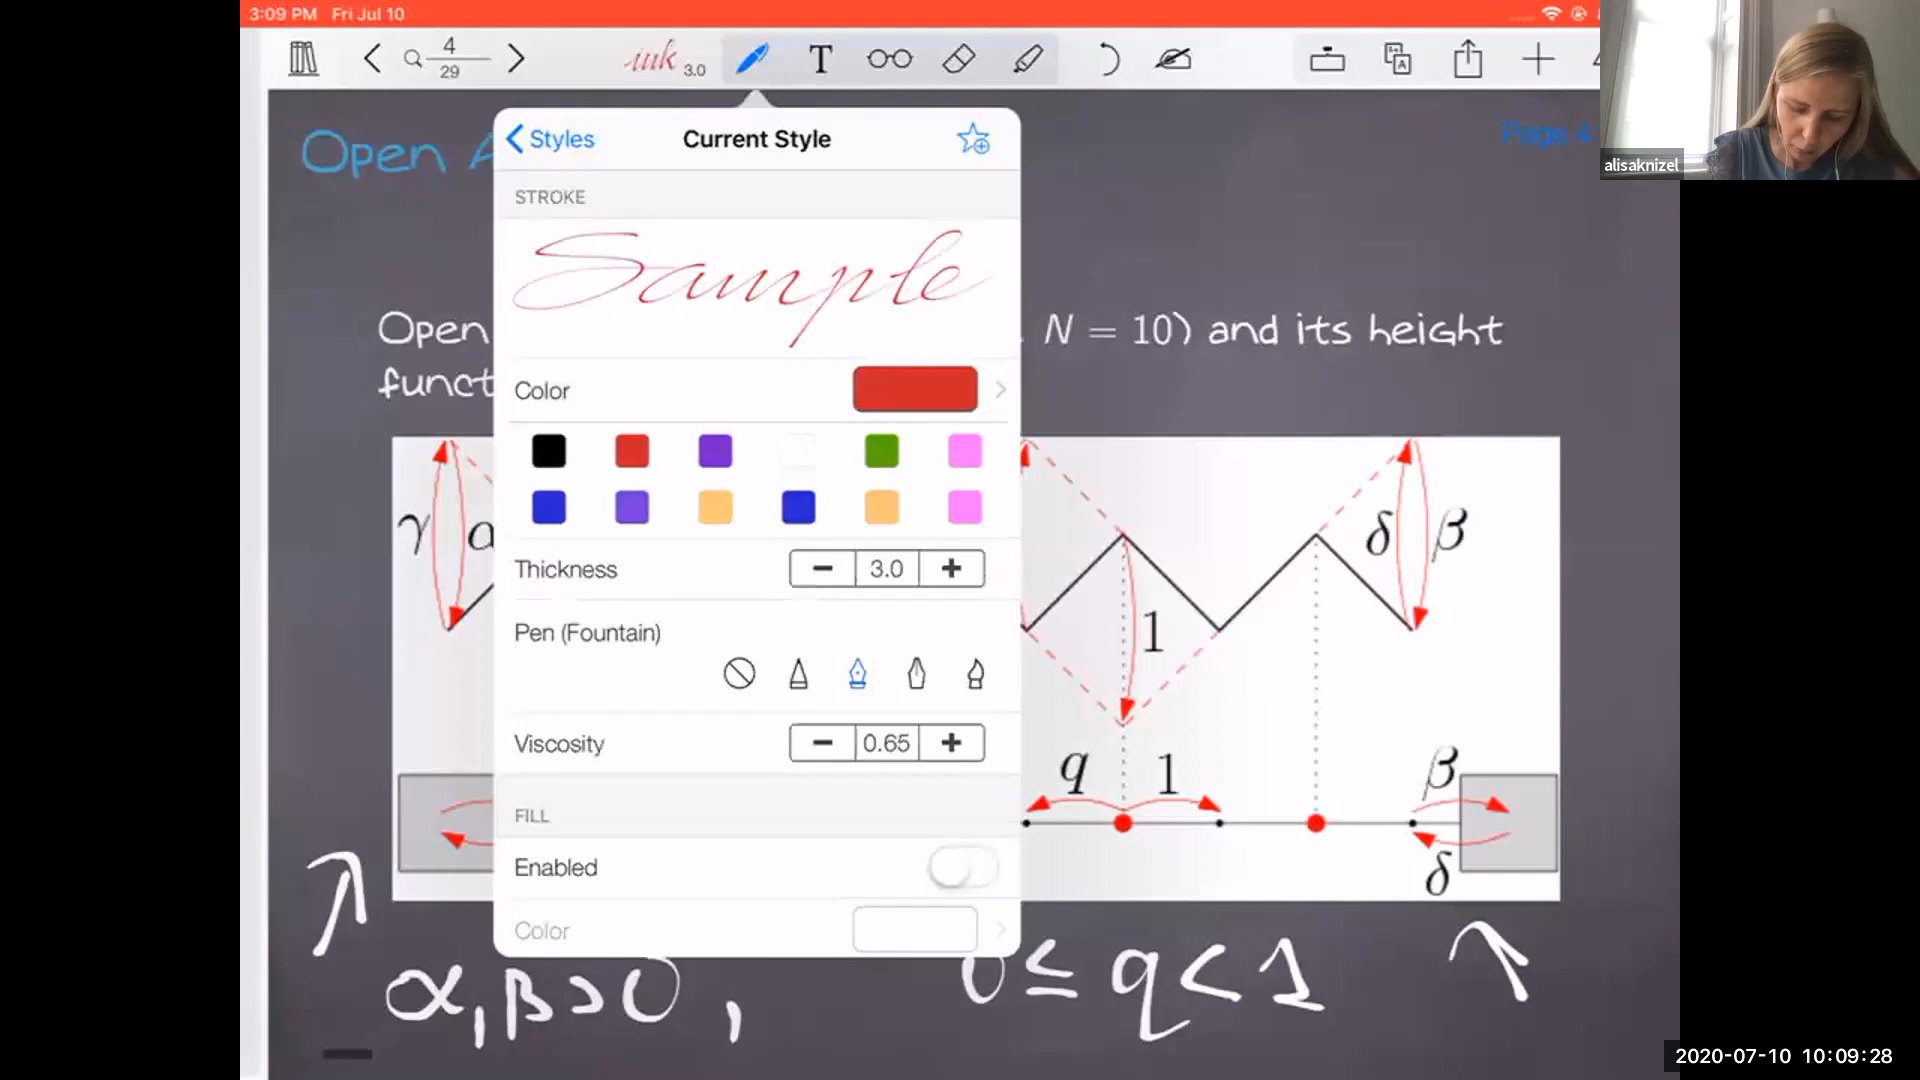 3:09 PM Fri Jul 10
4
29
ink 3.0
T
A
alisaknizel
Open A
Page 4
Styles
Current Style
STROKE
Sample
Open
N = 10) and its height
funct
Color
γ
δ β
Thickness
3.0
1
Pen (Fountain)
Viscosity
0.65
q 1
β
FILL
Enabled
δ
Color
α, β > 0,
0 ≤ q < 1
2020-07-10 10:09:28